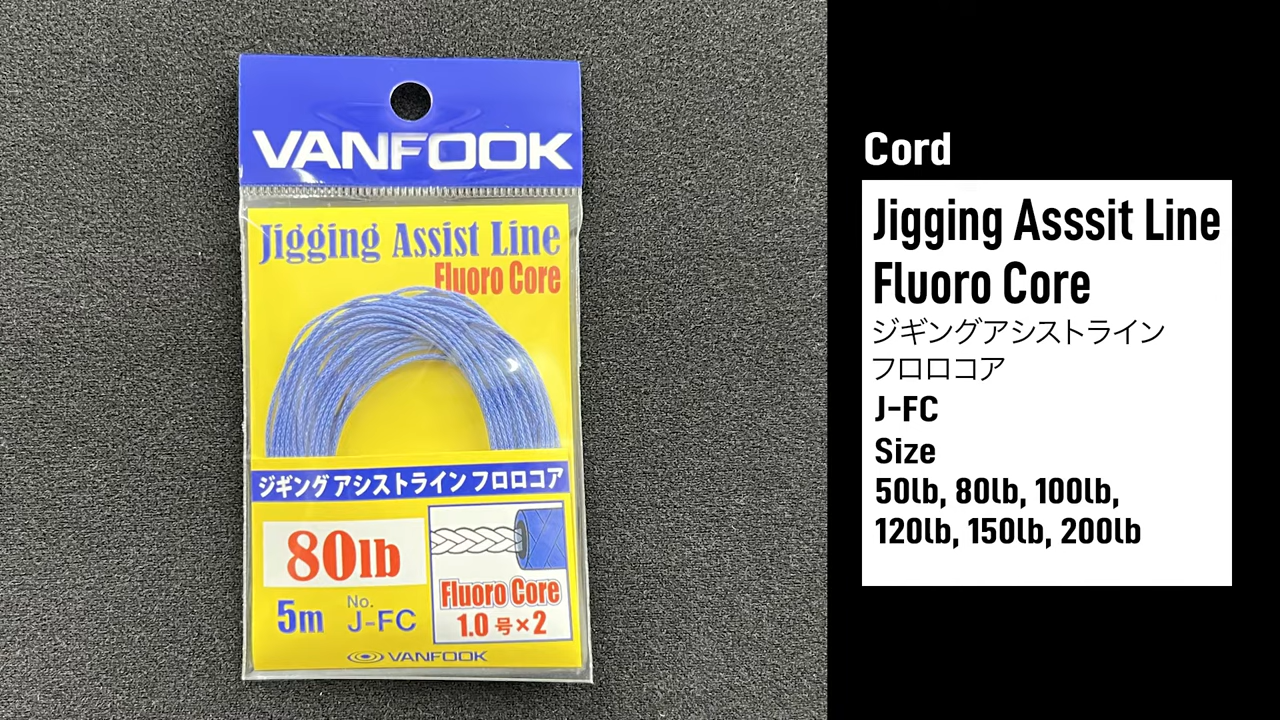 VANFOOK
Jigging Assist Line
Fluoro Core
ジギング アシストライン フロロコア
80lb
5m
No.
J-FC
Fluoro Core
1.0 号×2
VANFOOK
Cord
Jigging Asssit Line
Fluoro Core
ジギングアシストライン
フロロコア
J-FC
Size
50lb, 80lb, 100lb,
120lb, 150lb, 200lb